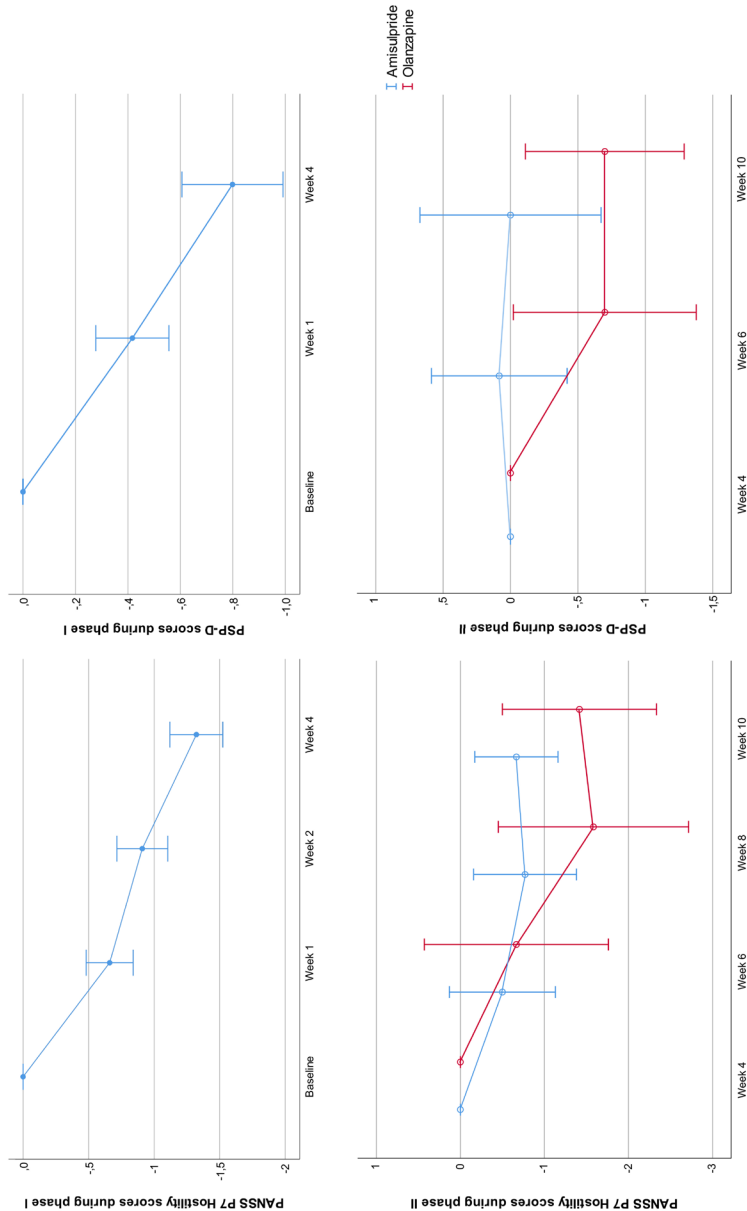 PANSS P7 Hostility scores during phase I
,0
-,5
-1
-1,5
-2
Baseline
Week 1
Week 2
Week 4
PSP-D scores during phase I
,0
-,2
-,4
-,6
-,8
-1,0
Baseline
Week 1
Week 4
PANSS P7 Hostility scores during phase II
1
0
-1
-2
-3
Week 4
Week 6
Week 8
Week 10
PSP-D scores during phase II
1
,5
0
-,5
-1
-1,5
Week 4
Week 6
Week 10
Amisulpride
Olanzapine